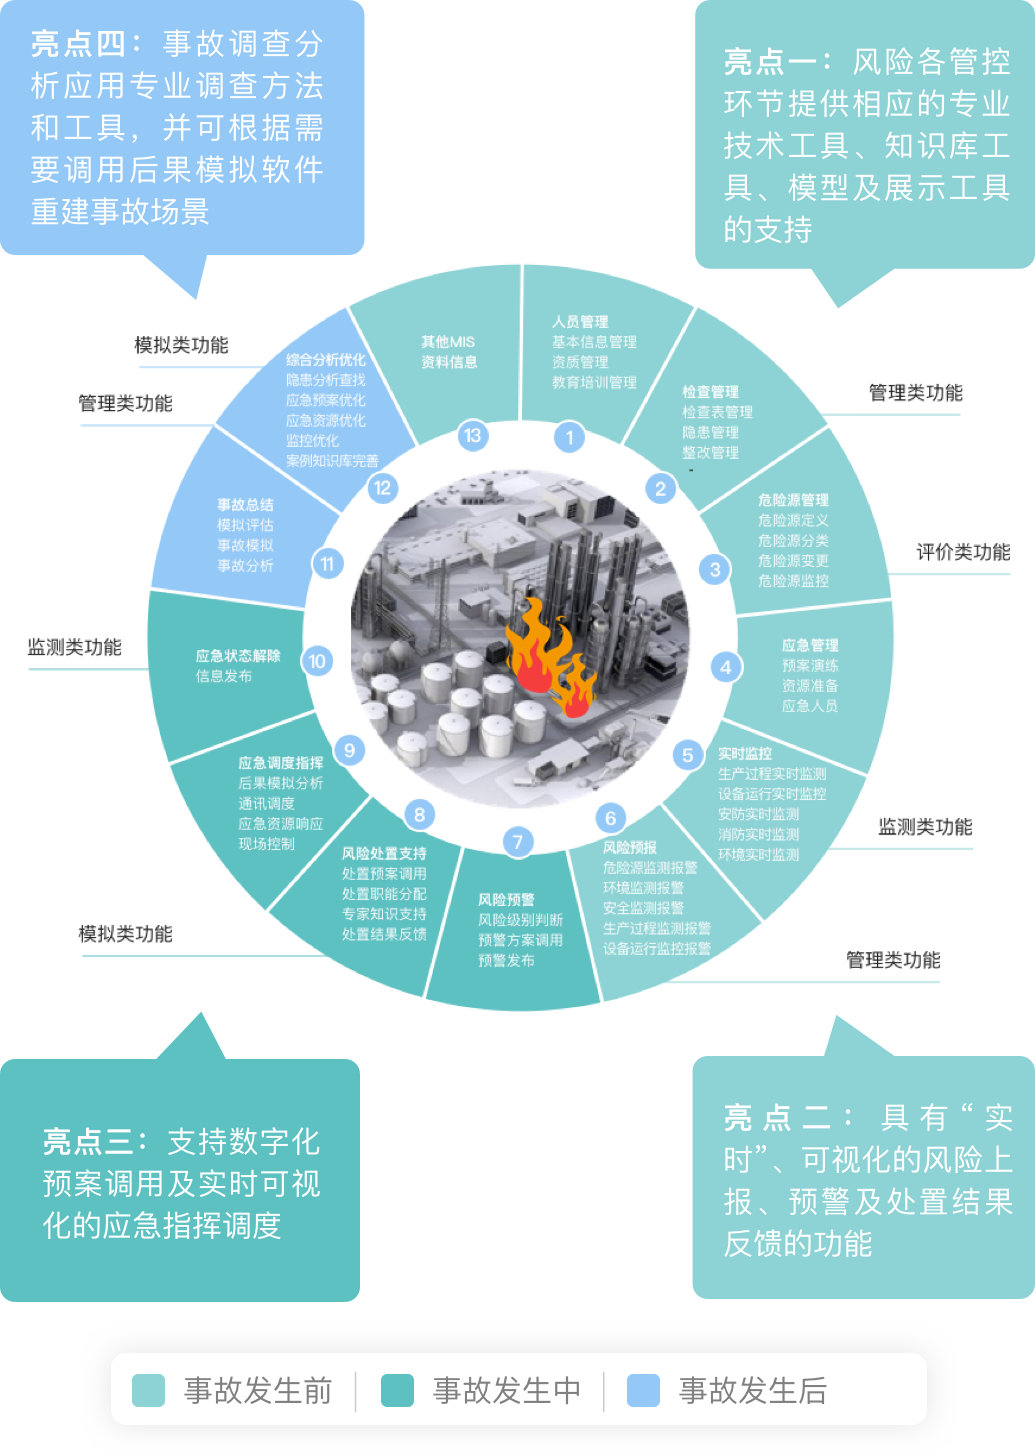 亮点四：事故调查分
析应用专业调查方法
和工具，并可根据需
要调用后果模拟软件
重建事故场景
亮点一：风险各管控
环节提供相应的专业
技术工具、知识库工
具、模型及展示工具
的支持
模拟类功能
管理类功能
监测类功能
模拟类功能
管理类功能
评价类功能
监测类功能
管理类功能
人员管理
基本信息管理
资质管理
教育培训管理
1
检查管理
检查表管理
隐患管理
整改管理
-
2
危险源管理
危险源定义
危险源分类
危险源变更
危险源监控
3
应急管理
预案演练
资源准备
应急人员
4
实时监控
生产过程实时监测
设备运行实时监控
安防实时监测
消防实时监测
环境实时监测
5
风险预报
危险源监测报警
环境监测报警
安全监测报警
生产过程监测报警
设备运行监控报警
6
风险预警
风险级别判断
预警方案调用
预警发布
7
风险处置支持
处置预案调用
处置职能分配
专家知识支持
处置结果反馈
8
应急调度指挥
后果模拟分析
通讯调度
应急资源响应
现场控制
9
应急状态解除
信息发布
10
事故总结
模拟评估
事故模拟
事故分析
11
综合分析优化
隐患分析查找
应急预案优化
应急资源优化
监控优化
案例知识库完善
12
其他MIS
资料信息
13
亮点三：支持数字化
预案调用及实时可视
化的应急指挥调度
亮点二：具有“实
时”、可视化的风险上
报、预警及处置结果
反馈的功能
事故发生前
事故发生中
事故发生后